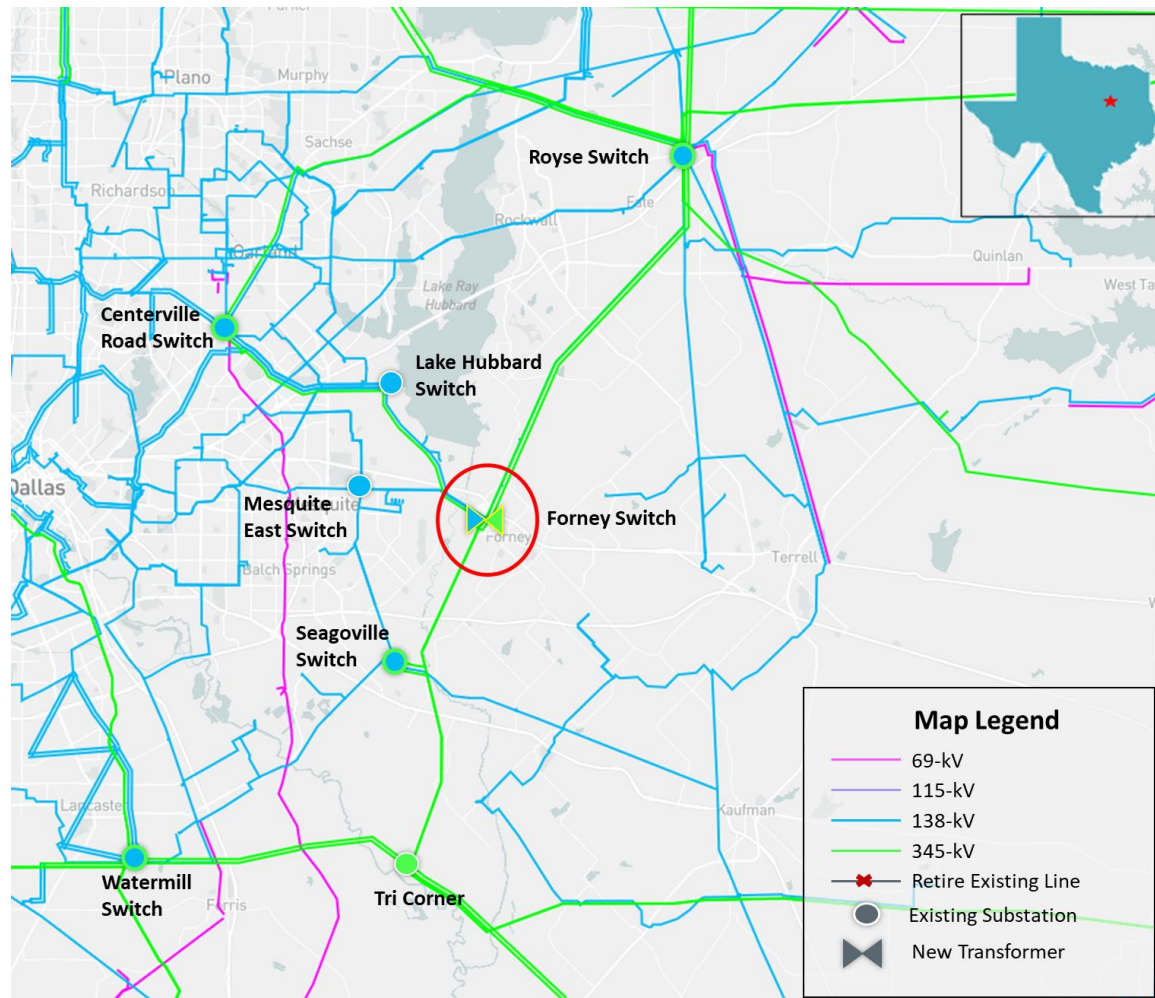 Plano
Murphy
Sachse
Richardson
Royse Switch
Fate
Rockwall
Garland
Quinlan
Lake Ray
Hubbard
West Ta
Centerville
Road Switch
Lake Hubbard
Switch
Dallas
Mesquite
East Switch
Forney Switch
Forney
Balch Springs
Terrell
Seagoville
Switch
Lancaster
Kaufman
Watermill
Switch
Ferris
Tri Corner
Map Legend
69-kV
115-kV
138-kV
345-kV
Retire Existing Line
Existing Substation
New Transformer